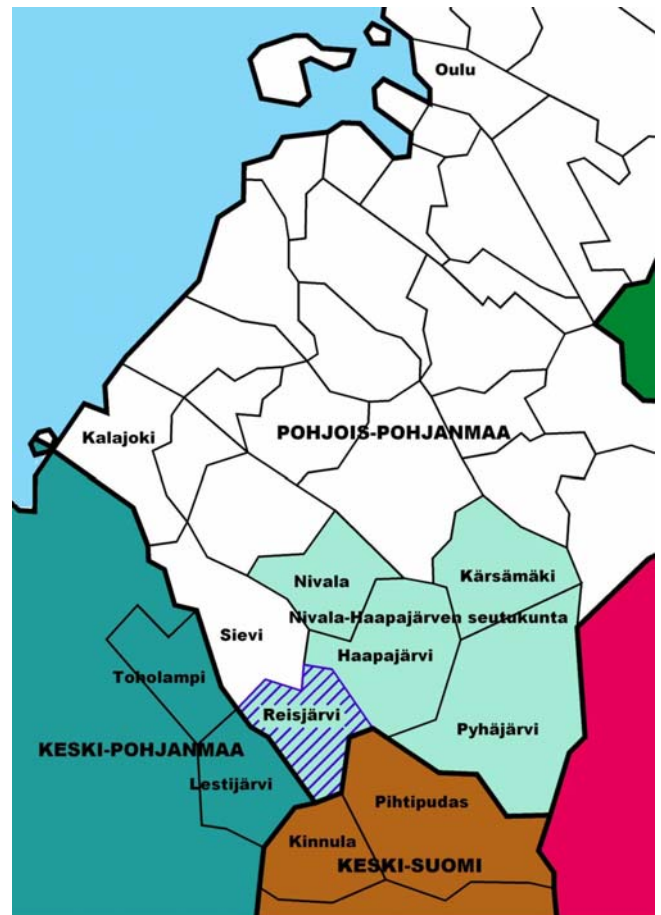 Oulu
Kalajoki
POHJOIS-POHJANMAA
Nivala
Kärsämäki
Nivala-Haapajärven seutukunta
Sievi
Haapajärvi
Toholampi
Reisjärvi
Pyhäjärvi
KESKI-POHJANMAA
Lestijärvi
Pihtipudas
Kinnula
KESKI-SUOMI